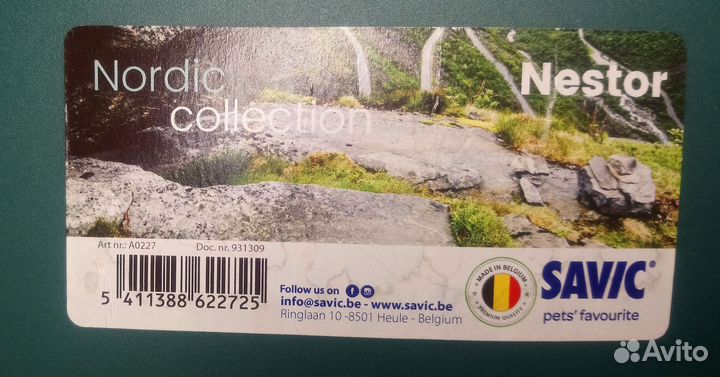 Nordic
collection
Nestor
Art nr.: A0227
Doc. nr. 931309
5 411388 622725
Follow us on
info@savic.be - www.savic.be
Ringlaan 10 -8501 Heule - Belgium
MADE IN BELGIUM
PREMIUM QUALITY
SAVIC®
pets' favourite
Avito